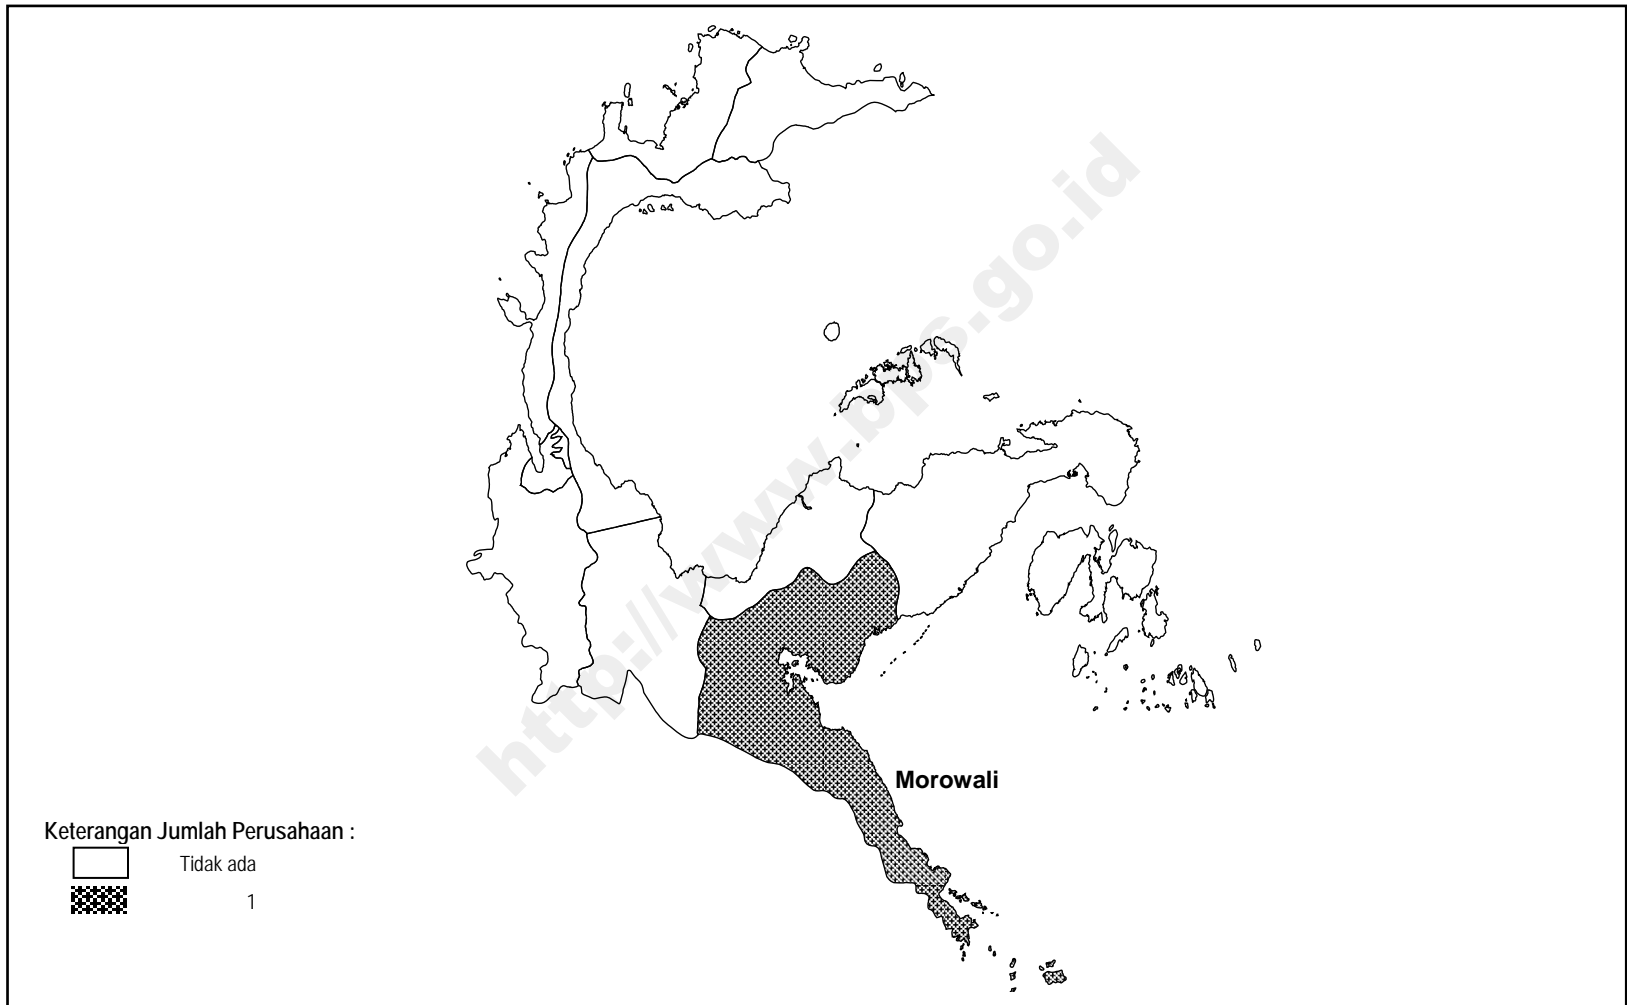 http://www.bps.go.id
Morowali
Keterangan Jumlah Perusahaan :
Tidak ada
1